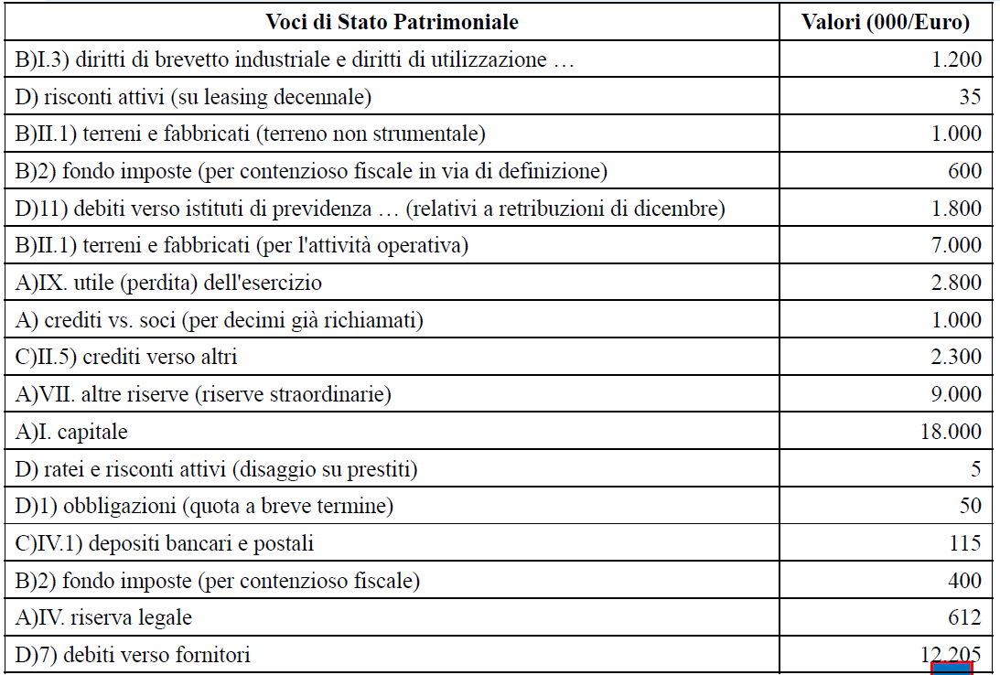 Voci di Stato Patrimoniale Valori (000/Euro)
B)I.3) diritti di brevetto industriale e diritti di utilizzazione … 1.200
D) risconti attivi (su leasing decennale) 35
B)II.1) terreni e fabbricati (terreno non strumentale) 1.000
B)2) fondo imposte (per contenzioso fiscale in via di definizione) 600
D)11) debiti verso istituti di previdenza … (relativi a retribuzioni di dicembre) 1.800
B)II.1) terreni e fabbricati (per l'attività operativa) 7.000
A)IX. utile (perdita) dell'esercizio 2.800
A) crediti vs. soci (per decimi già richiamati) 1.000
C)II.5) crediti verso altri 2.300
A)VII. altre riserve (riserve straordinarie) 9.000
A)I. capitale 18.000
D) ratei e risconti attivi (disaggio su prestiti) 5
D)1) obbligazioni (quota a breve termine) 50
C)IV.1) depositi bancari e postali 115
B)2) fondo imposte (per contenzioso fiscale) 400
A)IV. riserva legale 612
D)7) debiti verso fornitori 12.205